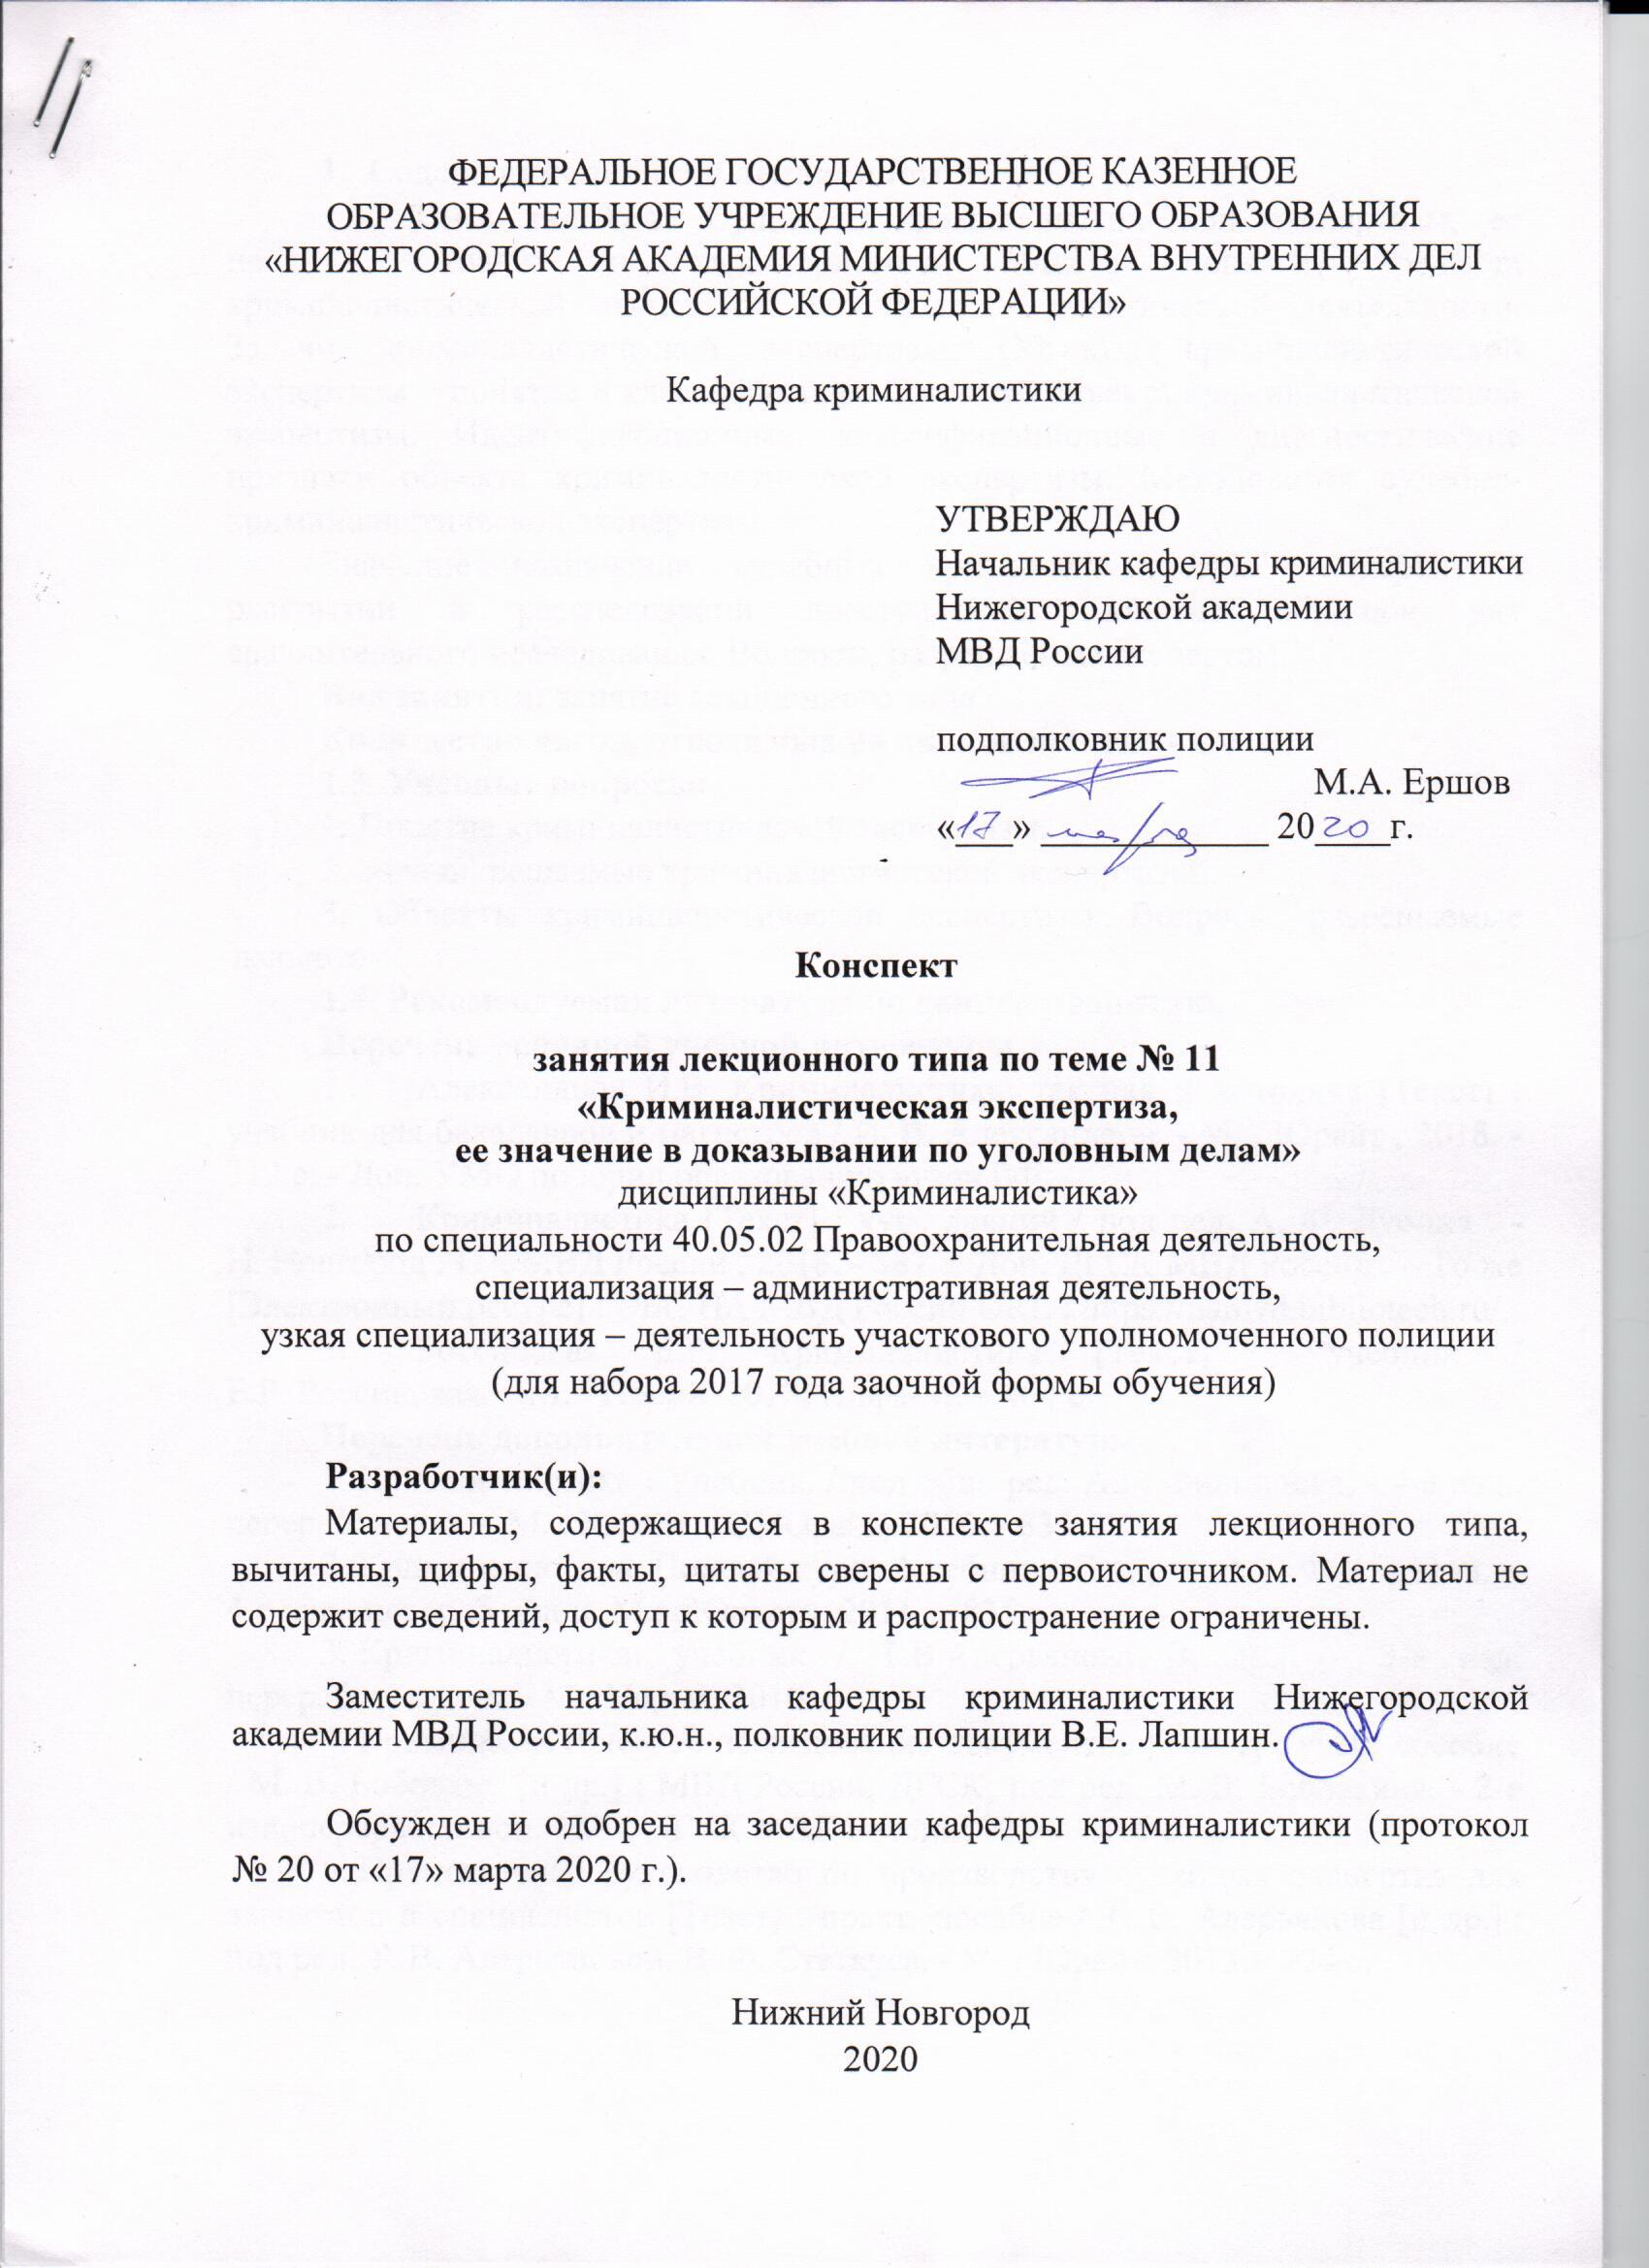 ФЕДЕРАЛЬНОЕ ГОСУДАРСТВЕННОЕ КАЗЕННОЕ
ОБРАЗОВАТЕЛЬНОЕ УЧРЕЖДЕНИЕ ВЫСШЕГО ОБРАЗОВАНИЯ
«НИЖЕГОРОДСКАЯ АКАДЕМИЯ МИНИСТЕРСТВА ВНУТРЕННИХ ДЕЛ
РОССИЙСКОЙ ФЕДЕРАЦИИ»
Кафедра криминалистики
УТВЕРЖДАЮ
Начальник кафедры криминалистики
Нижегородской академии
МВД России
подполковник полиции
М.А. Ершов
«17» марта 2020 г.
Конспект
занятия лекционного типа по теме № 11
«Криминалистическая экспертиза,
ее значение в доказывании по уголовным делам»
дисциплины «Криминалистика»
по специальности 40.05.02 Правоохранительная деятельность,
специализация – административная деятельность,
узкая специализация – деятельность участкового уполномоченного полиции
(для набора 2017 года заочной формы обучения)
Разработчик(и):
Материалы, содержащиеся в конспекте занятия лекционного типа,
вычитаны, цифры, факты, цитаты сверены с первоисточником. Материал не
содержит сведений, доступ к которым и распространение ограничены.
Заместитель начальника кафедры криминалистики Нижегородской
академии МВД России, к.ю.н., полковник полиции В.Е. Лапшин.
Обсужден и одобрен на заседании кафедры криминалистики (протокол
№ 20 от «17» марта 2020 г.).
Нижний Новгород
2020